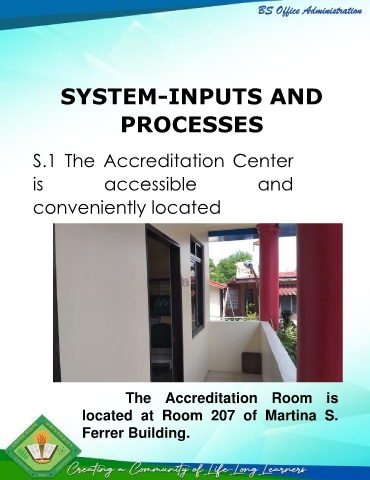 BS Office Administration
SYSTEM-INPUTS AND
PROCESSES
S.1 The Accreditation Center
is accessible and
conveniently located
The Accreditation Room is
located at Room 207 of Martina S.
Ferrer Building.
Creating a Community of Life-Long Learners